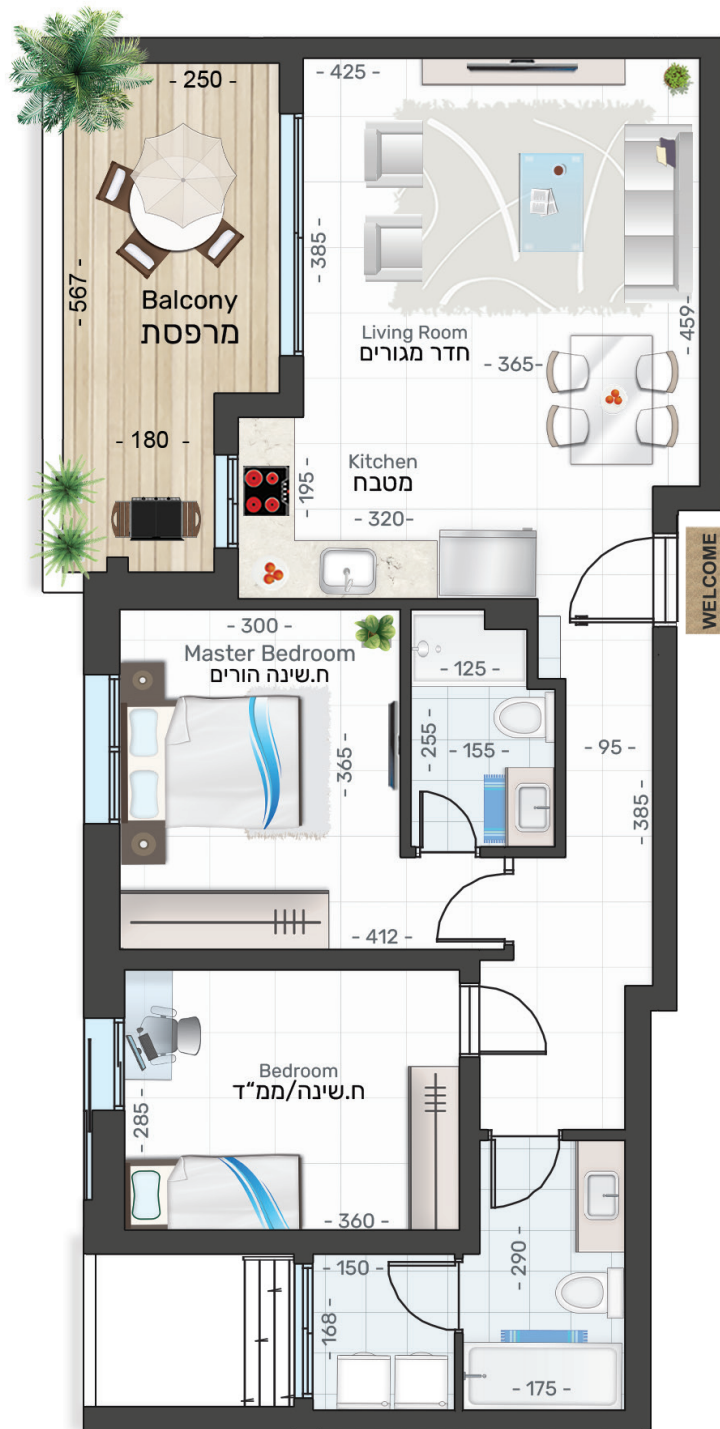 - 250 -
- 425 -
- 385 -
- 567 -
Balcony
מרפסת
- 459 -
Living Room
חדר מגורים
- 365-
- 180 -
Kitchen
מטבח
- 195 -
- 320-
WELCOME
- 300 -
Master Bedroom
ח.שינה הורים
- 125 -
- 255 -
- 155 -
- 95 -
- 365 -
- 385 -
- 412 -
Bedroom
ח.שינה/ממ״ד
- 285 -
- 360 -
- 290 -
- 150 -
- 168 -
- 175 -